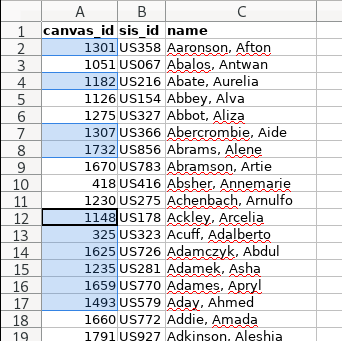 A B C
1 canvas_id sis_id name
2 1301 US358 Aaronson, Afton
3 1051 US067 Abalos, Antwan
4 1182 US216 Abate, Aurelia
5 1126 US154 Abbey, Alva
6 1275 US327 Abbot, Aliza
7 1307 US366 Abercrombie, Aide
8 1732 US856 Abrams, Alene
9 1670 US783 Abramson, Artie
10 418 US416 Absher, Annemarie
11 1230 US275 Achenbach, Arnulfo
12 1148 US178 Ackley, Arcelia
13 325 US323 Acuff, Adalberto
14 1625 US726 Adamczyk, Abdul
15 1235 US281 Adamek, Asha
16 1659 US770 Adames, Apryl
17 1493 US579 Aday, Ahmed
18 1660 US772 Addie, Amada
19 1791 US927 Adkinson, Aleshia